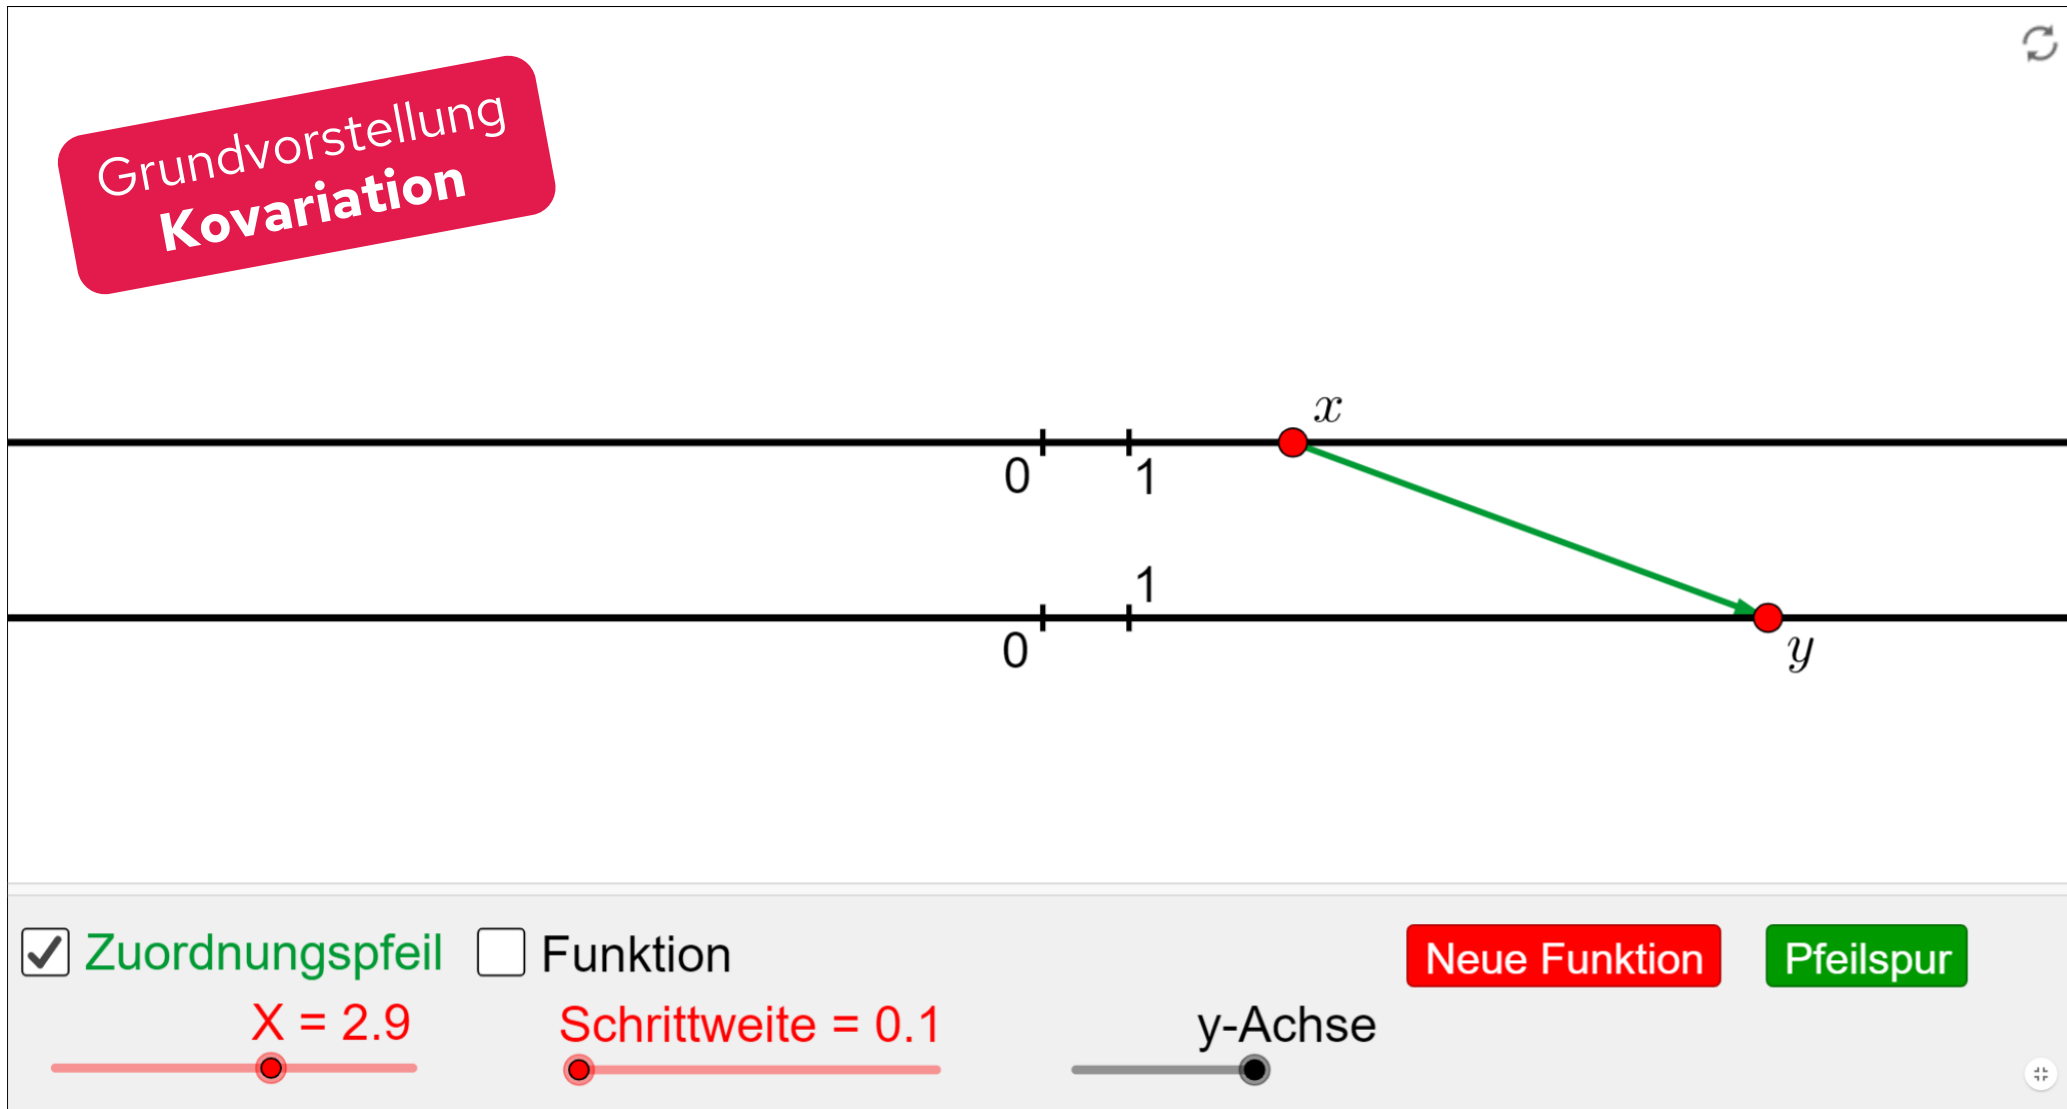 Grundvorstellung
Kovariation
x
0 1
1
0 y
Zuordnungspfeil Funktion Neue Funktion Pfeilspur
X = 2.9 Schrittweite = 0.1 y-Achse